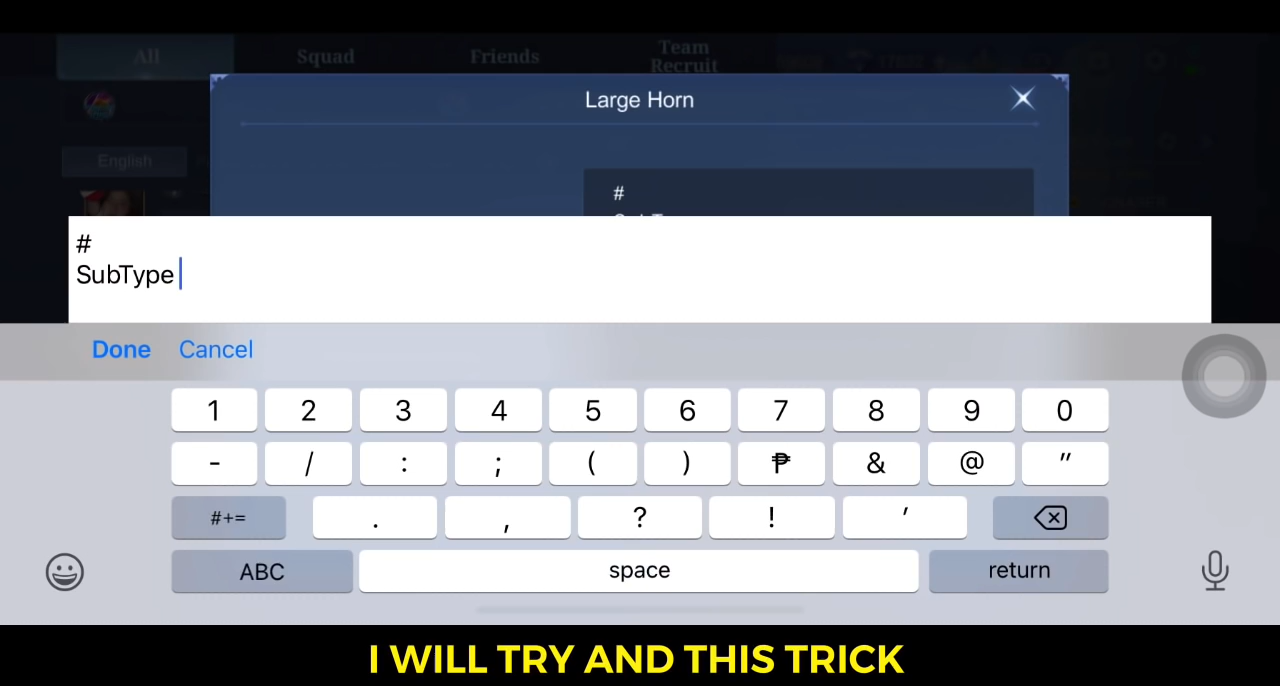 All
Squad
Friends
Team
Recruit
Large Horn
English
#
#
SubType
Done
Cancel
1 2 3 4 5 6 7 8 9 0
- / : ; ( ) ₱ & @ "
#+= . , ? ! '
ABC space return
I WILL TRY AND THIS TRICK